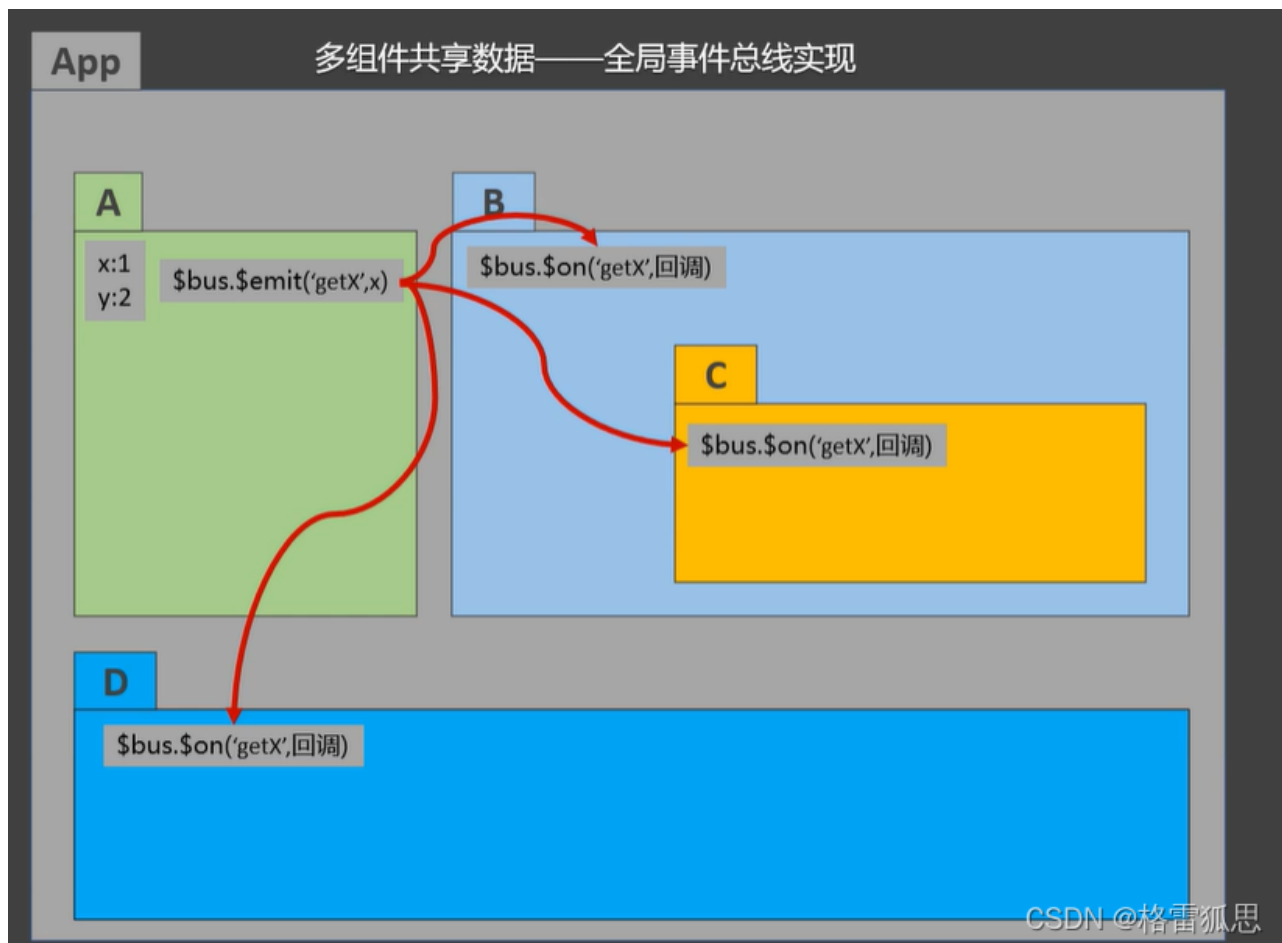 App
多组件共享数据——全局事件总线实现
A
B
x:1
y:2
$bus.$emit(‘getX’,x)
$bus.$on(‘getX’,回调)
C
$bus.$on(‘getX’,回调)
D
$bus.$on(‘getX’,回调)
CSDN @格雷狐思